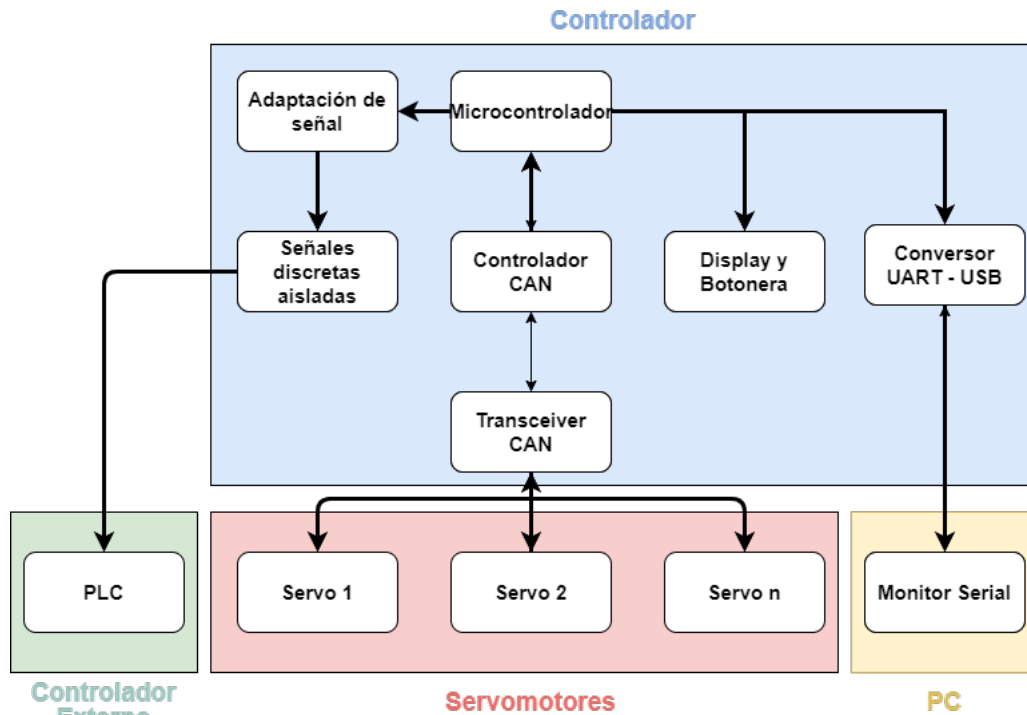 Controlador
Adaptación de
señal
Microcontrolador
Señales
discretas
aisladas
Controlador
CAN
Display y
Botonera
Conversor
UART - USB
Transceiver
CAN
PLC
Servo 1
Servo 2
Servo n
Monitor Serial
Controlador
Externo
Servomotores
PC